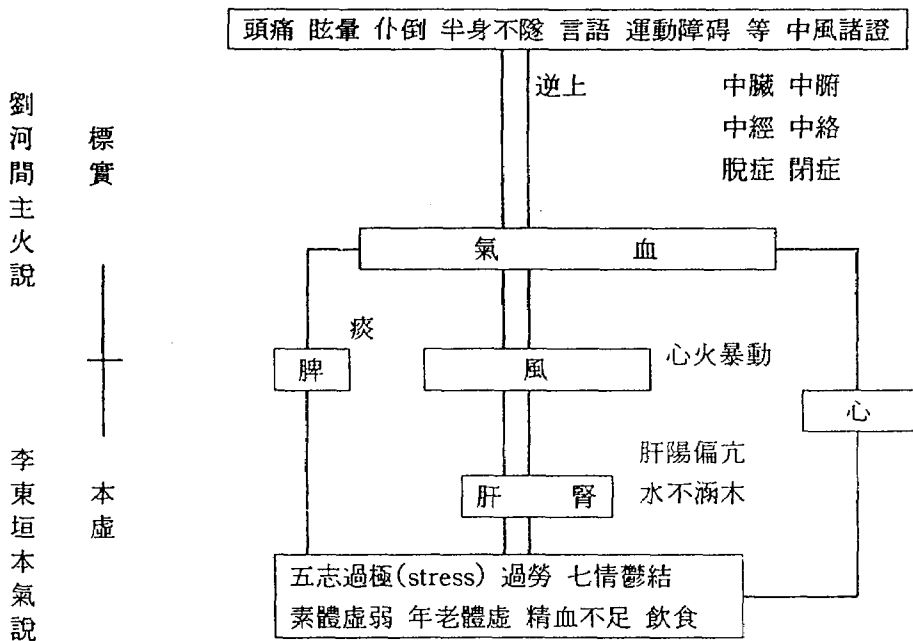 頭痛 眩暈 仆倒 半身不隧 言語 運動障碍 等 中風諸證
逆上
中臟 中腑
中經 中絡
脫症 閉症
劉河間主火說
標實
氣 血
痰
脾
風
心火暴動
心
肝陽偏亢
水不涵木
肝 腎
李東垣本氣說
本虛
五志過極(stress) 過勞 七情鬱結
素體虛弱 年老體虛 精血不足 飮食